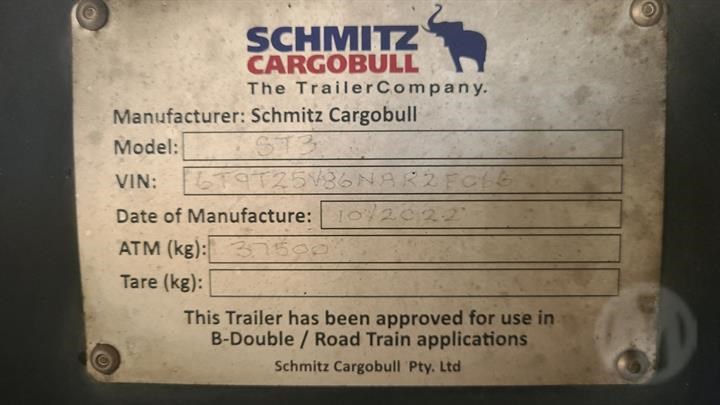 SCHMITZ
CARGOBULL
The TrailerCompany.
Manufacturer: Schmitz Cargobull
Model: ST3
VIN: 6T9T25V86NAR2FC66
Date of Manufacture: 10/2022
ATM (kg): 37500
Tare (kg):
This Trailer has been approved for use in
B-Double / Road Train applications
Schmitz Cargobull Pty. Ltd